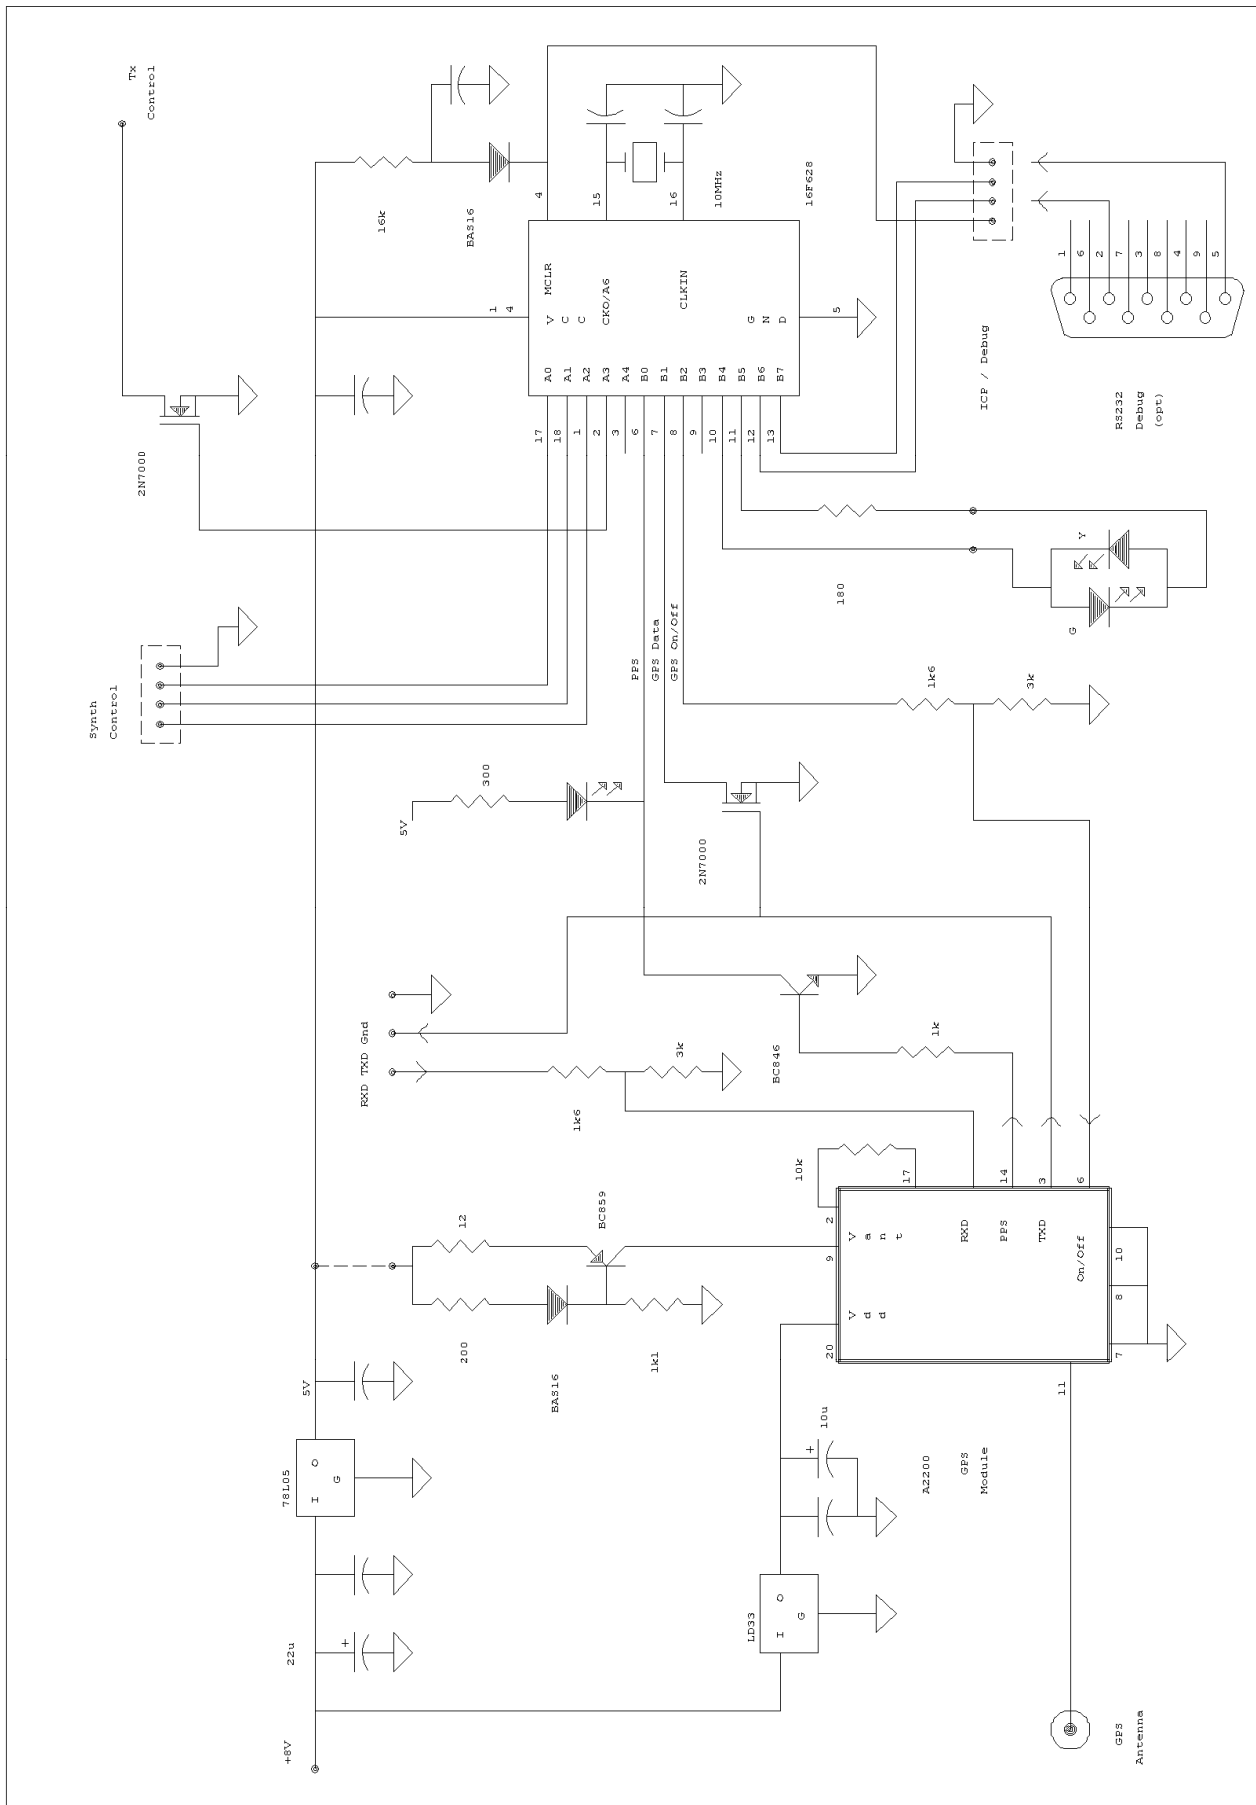 Synth
Control
Tx
Control
2N7000
+8V
22u
78L05
I O
G
5V
RXD TXD Gnd
5V
16k
200
12
300
BAS16
BC859
1k6
BAS16
1k1
3k
PPS
GPS Data
GPS On/Off
17
18
1
2
3
6
7
8
9
10
11
12
13
A0
A1
A2
A3
A4
B0
B1
B2
B3
B4
B5
B6
B7
14
VCC
MCLR
CKO/A6
CLKIN
GND
4
15
16
5
10MHz
16F628
2N7000
LD33
I O
G
BC846
10k
10u
20
9
2
17
Vdd
Vant
RXD
PPS
TXD
On/Off
14
3
6
7
8
10
11
A2200
GPS
Module
1k
1k6
3k
180
G
Y
ICP / Debug
GPS
Antenna
RS232
Debug
(opt)
1
6
2
7
3
8
4
9
5